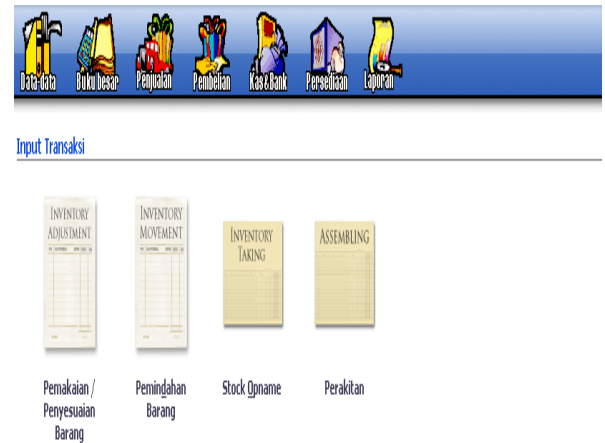 Data-data Buku besar Penjualan Pembelian Kas&Bank Persediaan Laporan
Input Transaksi
INVENTORY ADJUSTMENT
INVENTORY MOVEMENT
INVENTORY TAKING
ASSEMBLING
Pemakaian /
Penyesuaian
Barang
Pemindahan
Barang
Stock Opname
Perakitan